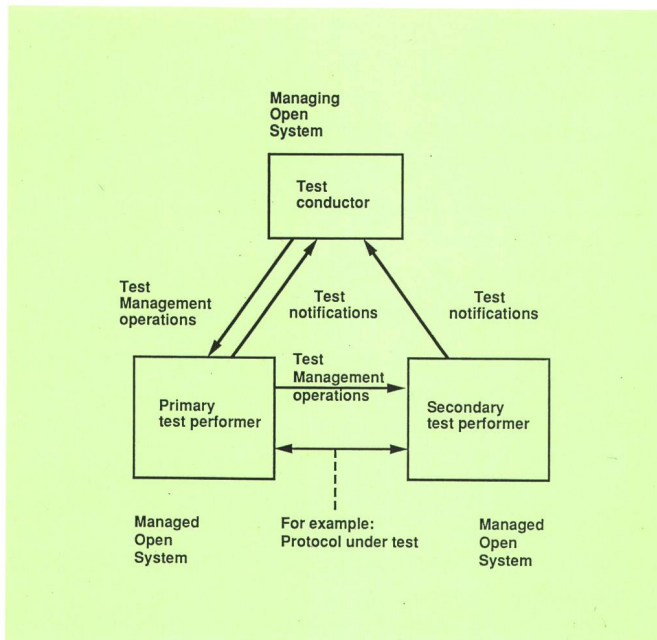 Managing
Open
System
Test
conductor
Test
Management
operations
Test
notifications
Test
notifications
Test
Management
operations
Primary
test performer
Secondary
test performer
Managed
Open
System
For example:
Protocol under test
Managed
Open
System